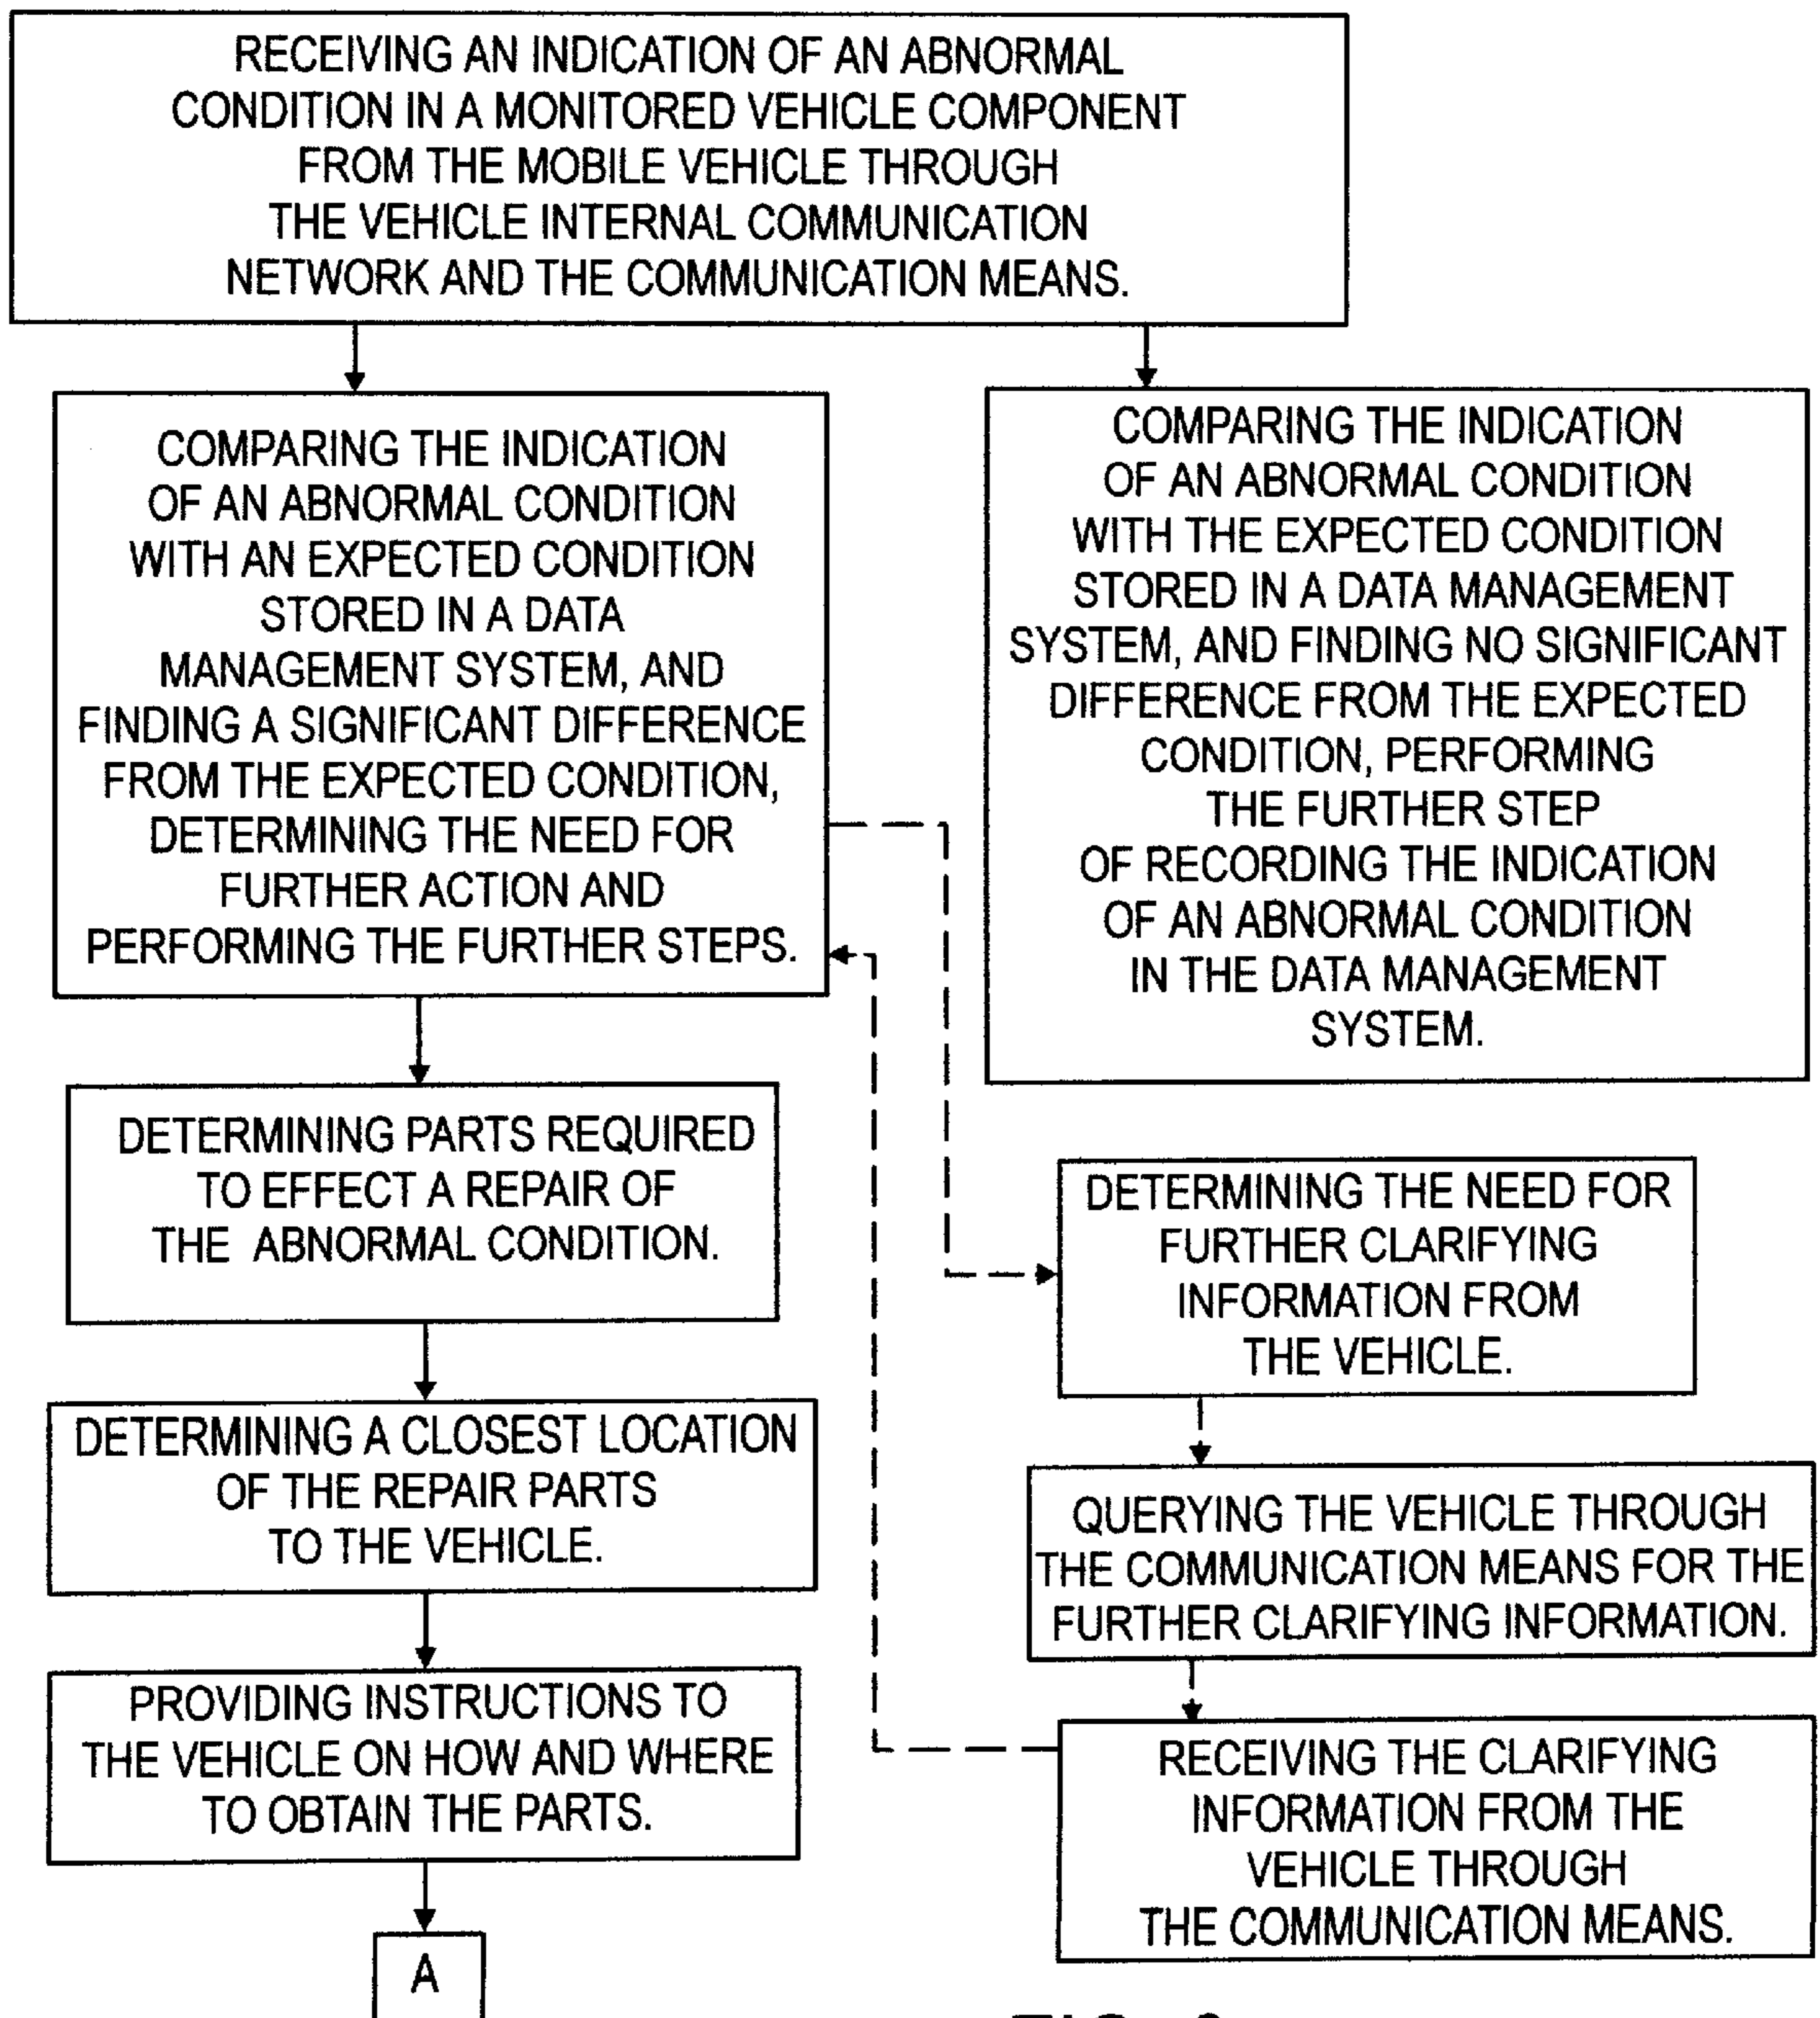 RECEIVING AN INDICATION OF AN ABNORMAL
CONDITION IN A MONITORED VEHICLE COMPONENT
FROM THE MOBILE VEHICLE THROUGH
THE VEHICLE INTERNAL COMMUNICATION
NETWORK AND THE COMMUNICATION MEANS.
COMPARING THE INDICATION
OF AN ABNORMAL CONDITION
WITH AN EXPECTED CONDITION
STORED IN A DATA
MANAGEMENT SYSTEM, AND
FINDING A SIGNIFICANT DIFFERENCE
FROM THE EXPECTED CONDITION,
DETERMINING THE NEED FOR
FURTHER ACTION AND
PERFORMING THE FURTHER STEPS.
COMPARING THE INDICATION
OF AN ABNORMAL CONDITION
WITH THE EXPECTED CONDITION
STORED IN A DATA MANAGEMENT
SYSTEM, AND FINDING NO SIGNIFICANT
DIFFERENCE FROM THE EXPECTED
CONDITION, PERFORMING
THE FURTHER STEP
OF RECORDING THE INDICATION
OF AN ABNORMAL CONDITION
IN THE DATA MANAGEMENT
SYSTEM.
DETERMINING PARTS REQUIRED
TO EFFECT A REPAIR OF
THE ABNORMAL CONDITION.
DETERMINING A CLOSEST LOCATION
OF THE REPAIR PARTS
TO THE VEHICLE.
PROVIDING INSTRUCTIONS TO
THE VEHICLE ON HOW AND WHERE
TO OBTAIN THE PARTS.
A
DETERMINING THE NEED FOR
FURTHER CLARIFYING
INFORMATION FROM
THE VEHICLE.
QUERYING THE VEHICLE THROUGH
THE COMMUNICATION MEANS FOR THE
FURTHER CLARIFYING INFORMATION.
RECEIVING THE CLARIFYING
INFORMATION FROM THE
VEHICLE THROUGH
THE COMMUNICATION MEANS.